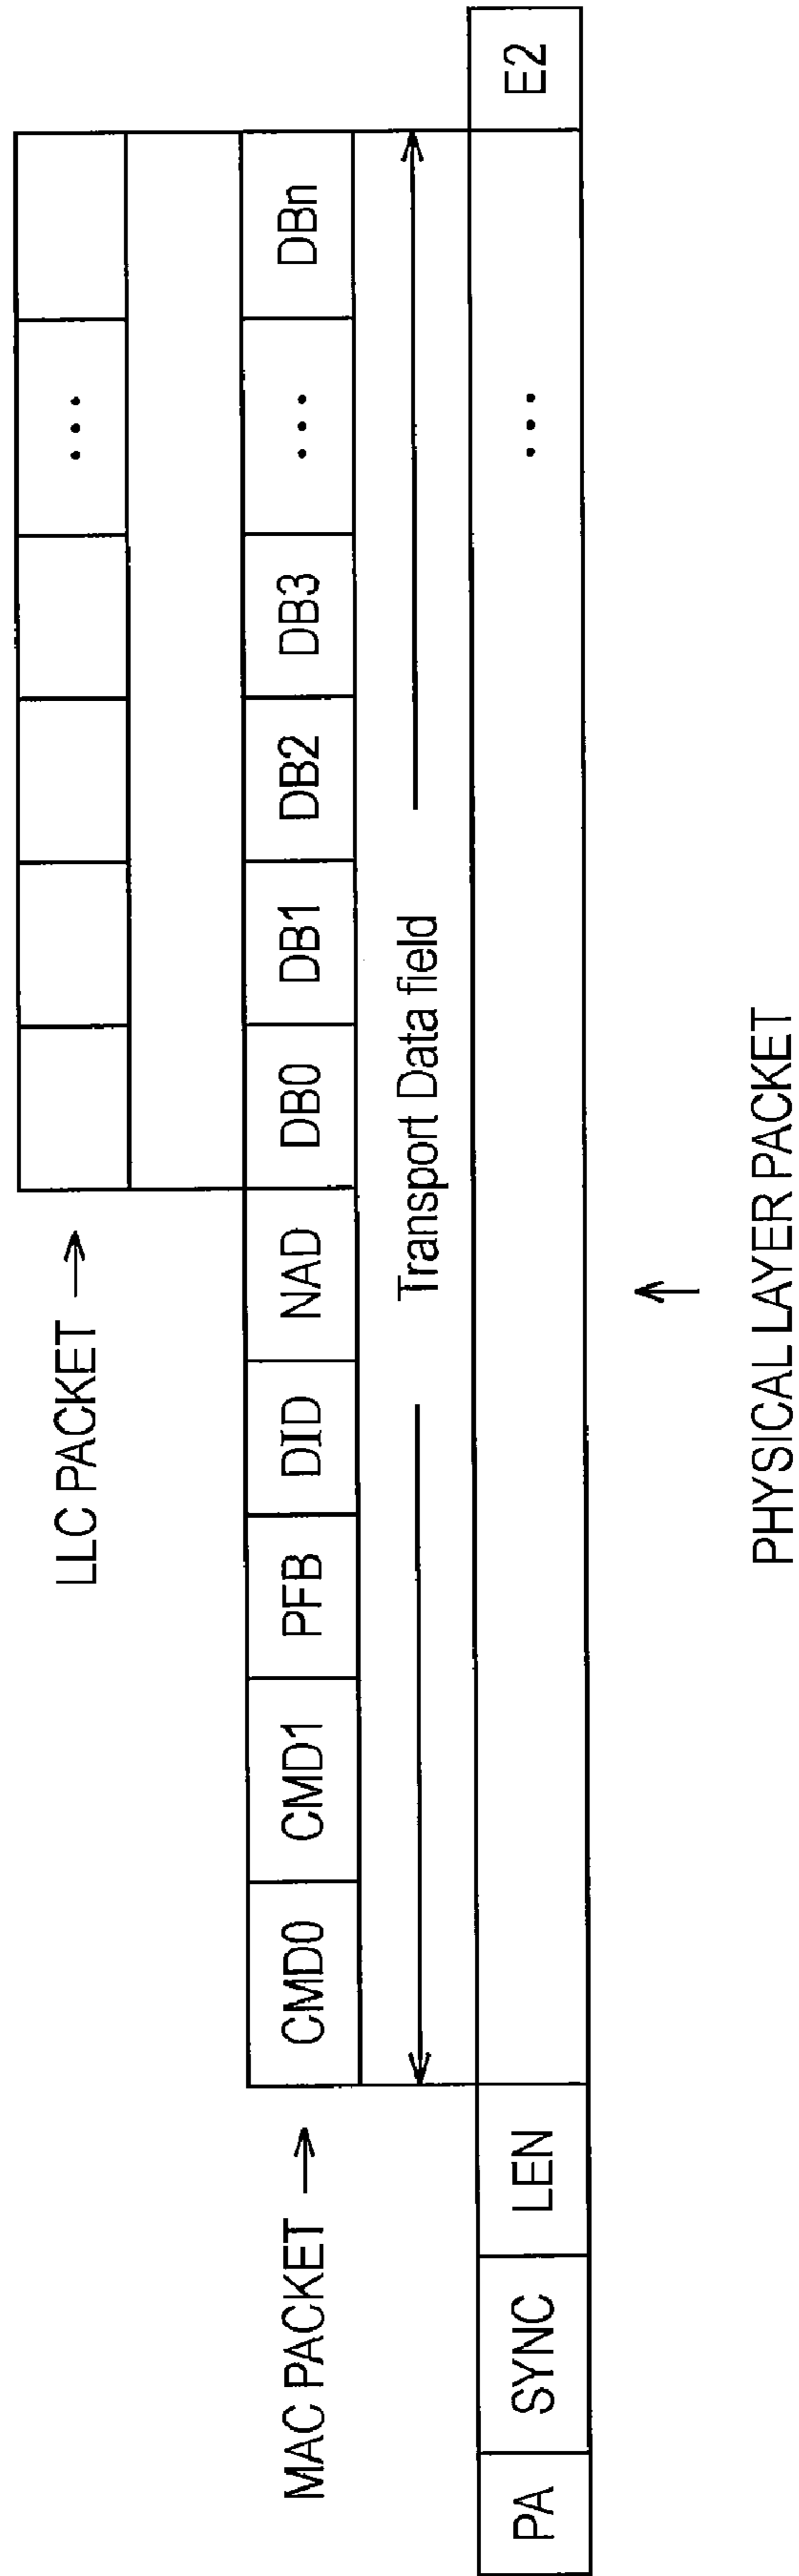 LLC PACKET →
...
MAC PACKET → CMD0 CMD1 PFB DID NAD DB0 DB1 DB2 DB3 ... DBn
Transport Data field
PA SYNC LEN ... E2
↑
PHYSICAL LAYER PACKET